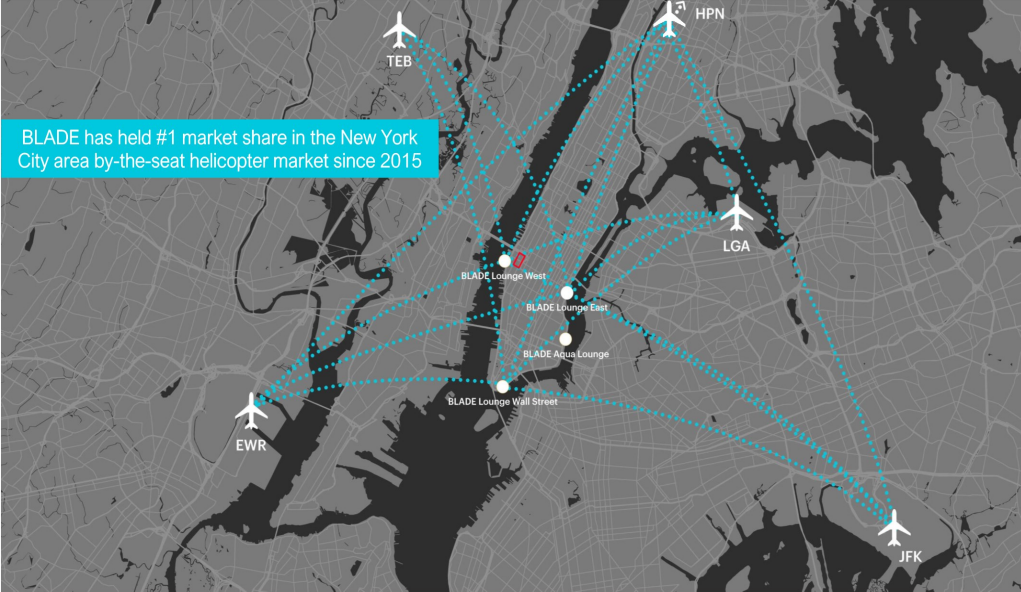 HPN
TEB
BLADE has held #1 market share in the New York
City area by-the-seat helicopter market since 2015
LGA
BLADE Lounge West
BLADE Lounge East
BLADE Aqua Lounge
BLADE Lounge Wall Street
EWR
JFK